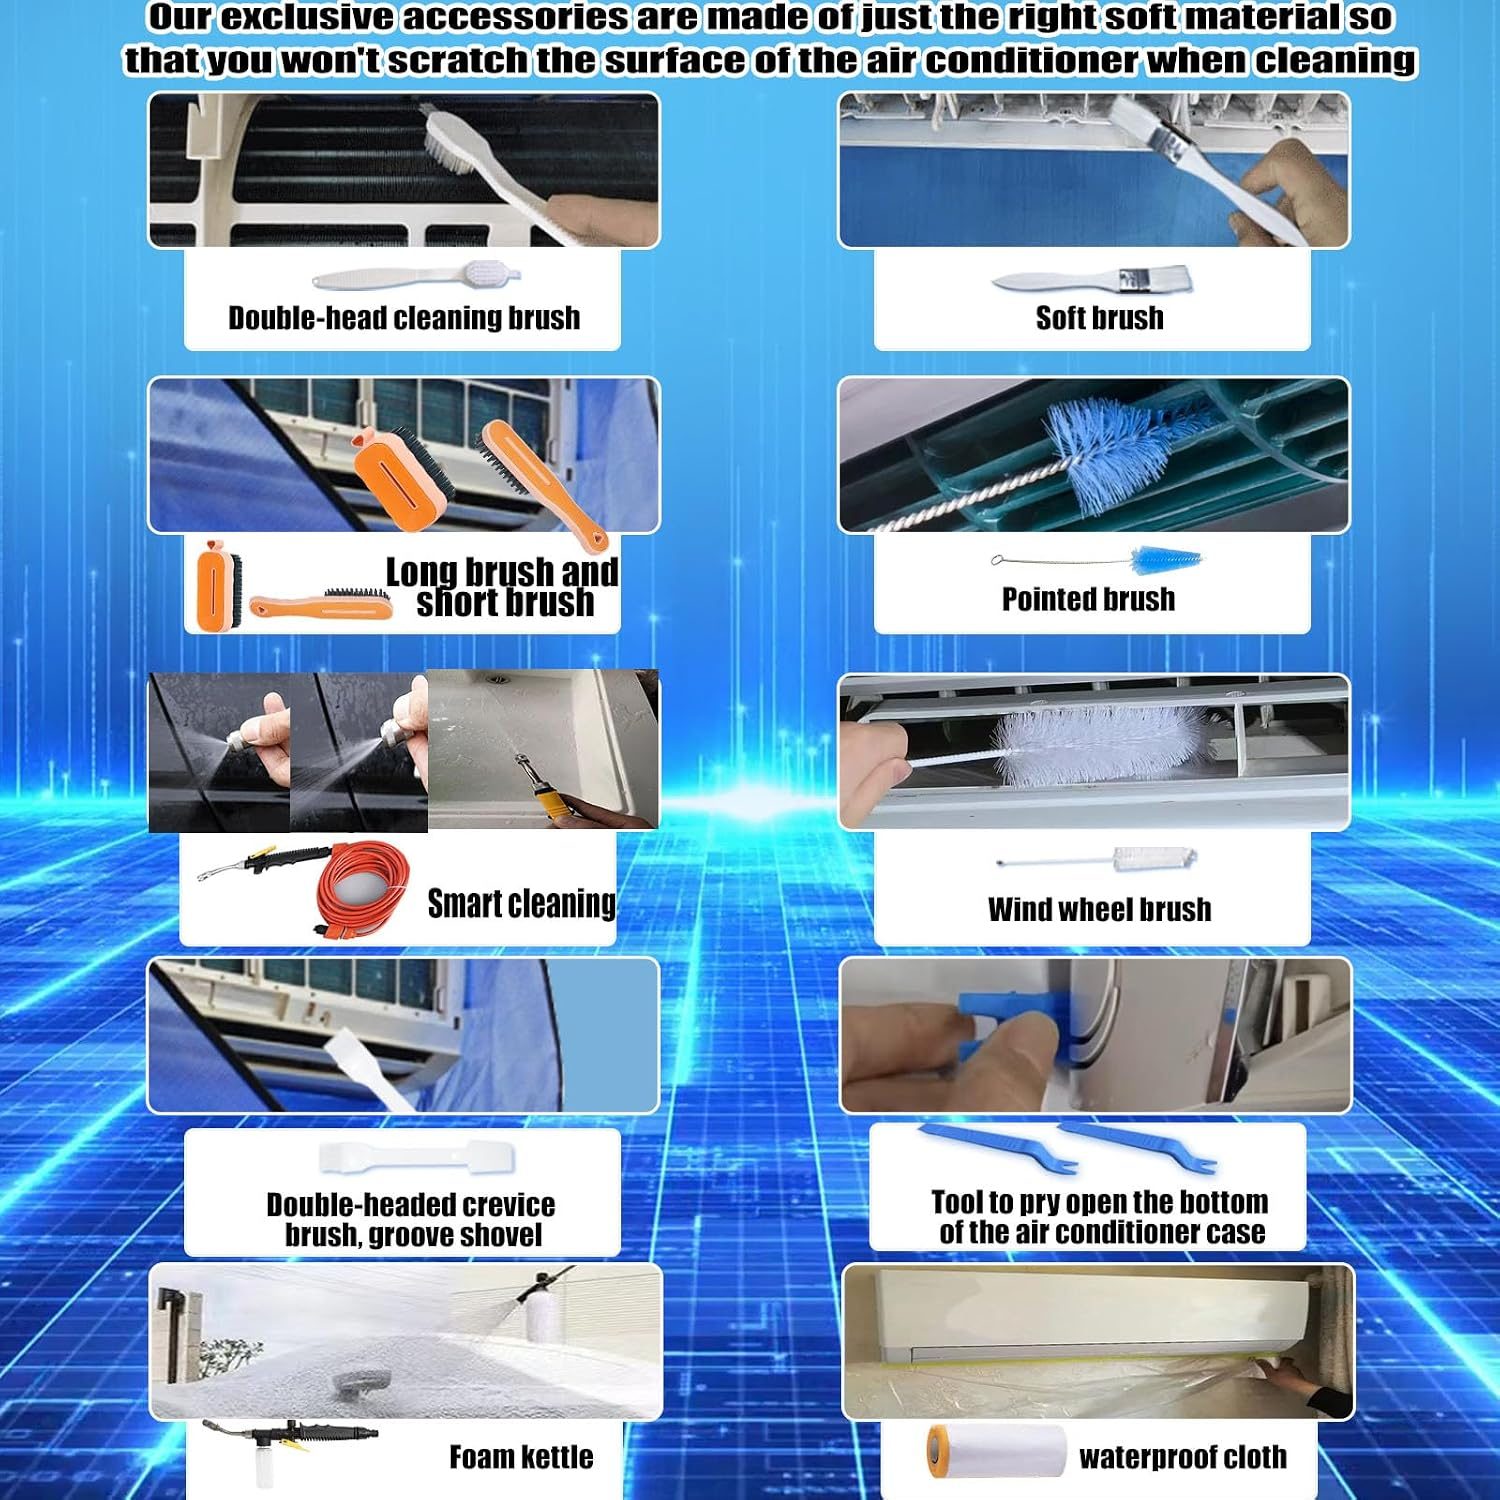 Our exclusive accessories are made of just the right soft material so
that you won't scratch the surface of the air conditioner when cleaning
Double-head cleaning brush
Soft brush
Long brush and
short brush
Pointed brush
Smart cleaning
Wind wheel brush
Double-headed crevice
brush, groove shovel
Tool to pry open the bottom
of the air conditioner case
Foam kettle
waterproof cloth